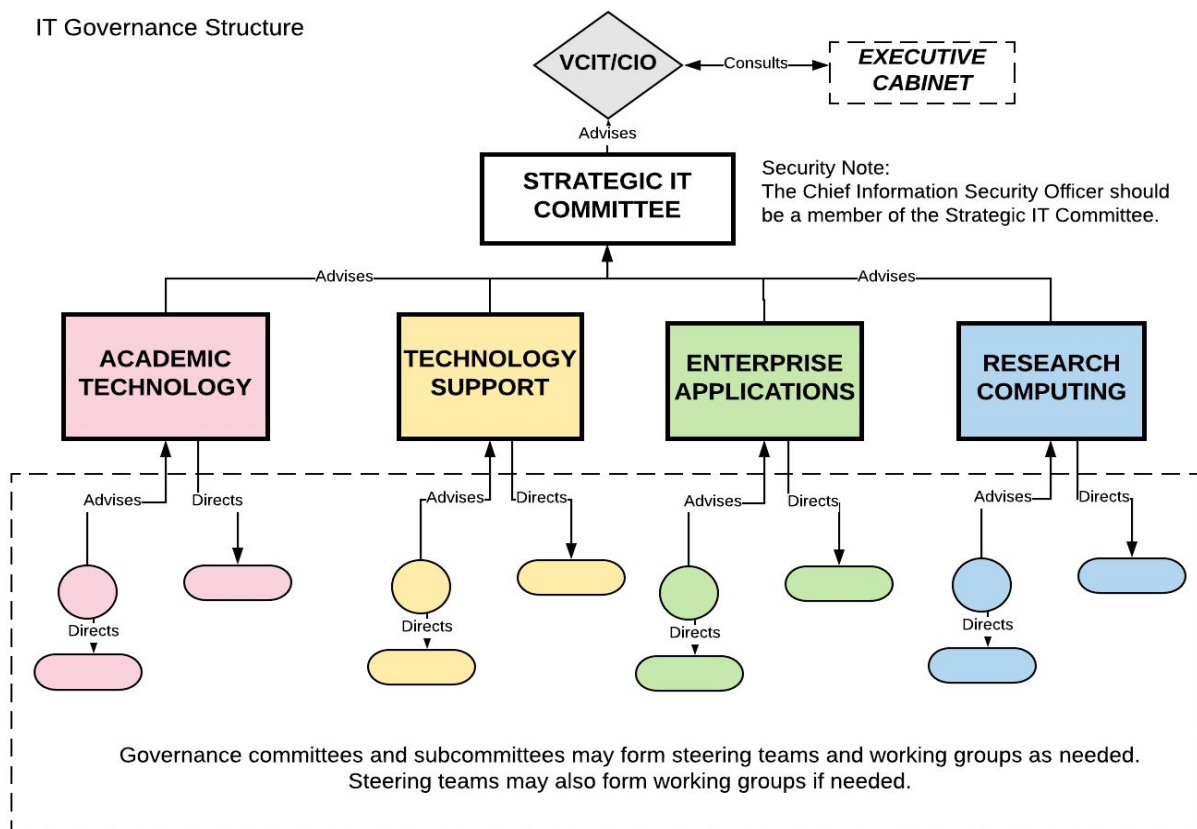 IT Governance Structure
VCIT/CIO
Consults
EXECUTIVE
CABINET
Advises
STRATEGIC IT
COMMITTEE
Security Note:
The Chief Information Security Officer should
be a member of the Strategic IT Committee.
Advises
Advises
ACADEMIC
TECHNOLOGY
TECHNOLOGY
SUPPORT
ENTERPRISE
APPLICATIONS
RESEARCH
COMPUTING
Advises
Directs
Advises
Directs
Advises
Directs
Advises
Directs
Directs
Directs
Directs
Directs
Governance committees and subcommittees may form steering teams and working groups as needed.
Steering teams may also form working groups if needed.